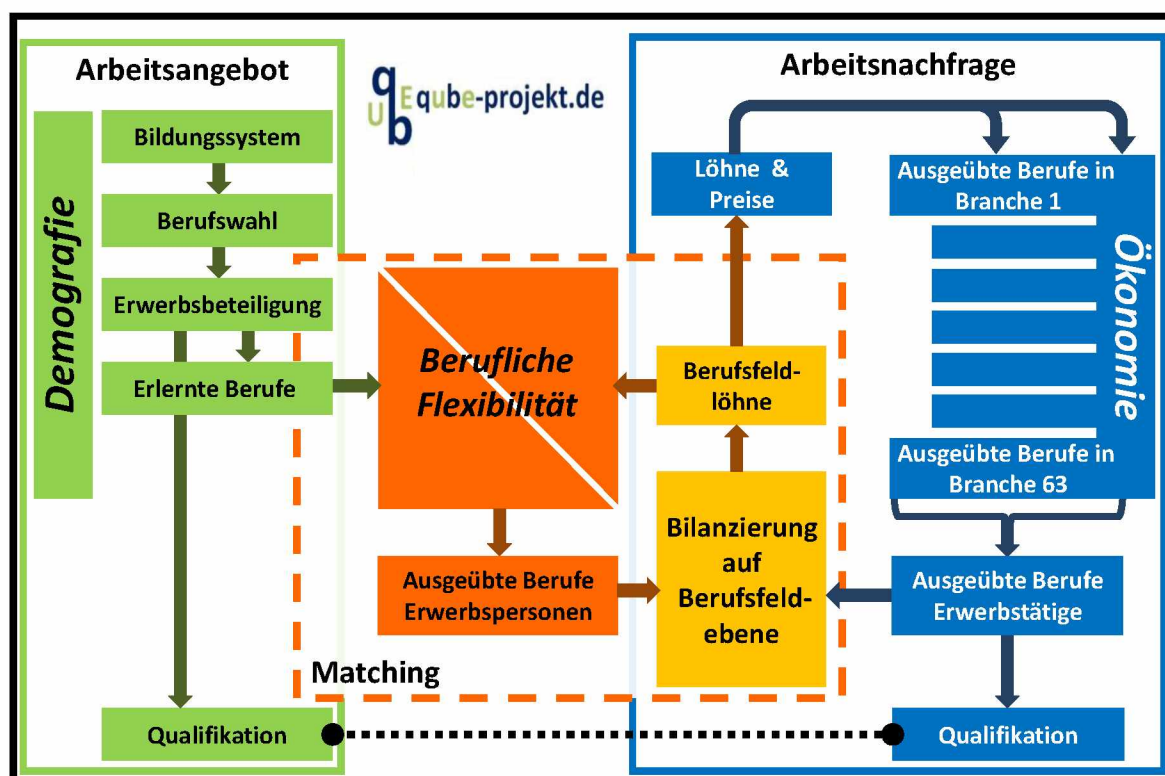 Arbeitsangebot
Demografie
Bildungssystem
Berufswahl
Erwerbsbeteiligung
Erlernte Berufe
Qualifikation
qUEb
qube-projekt.de
Berufliche
Flexibilität
Ausgeübte Berufe
Erwerbspersonen
Matching
Arbeitsnachfrage
Löhne &
Preise
Berufsfeld-
löhne
Bilanzierung
auf
Berufsfeld-
ebene
Ausgeübte Berufe in
Branche 1
Ökonomie
Ausgeübte Berufe in
Branche 63
Ausgeübte Berufe
Erwerbstätige
Qualifikation